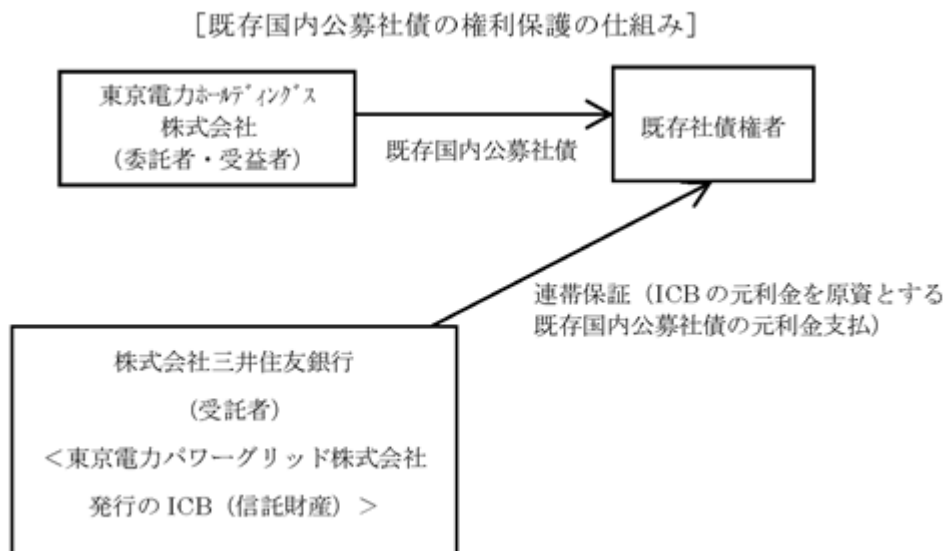 [既存国内公募社債の権利保護の仕組み]
東京電力ﾎｰﾙﾃﾞｨﾝｸﾞｽ
株式会社
(委託者・受益者)
既存国内公募社債
既存社債権者
連帯保証（ICB の元利金を原資とする
既存国内公募社債の元利金支払）
株式会社三井住友銀行
(受託者)
＜東京電力パワーグリッド株式会社
発行の ICB（信託財産）＞